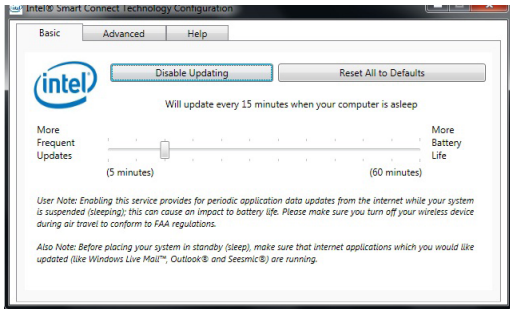 Intel® Smart Connect Technology Configuration
Basic Advanced Help
intel
Disable Updating Reset All to Defaults
Will update every 15 minutes when your computer is asleep
More
Frequent
Updates
More
Battery
Life
(5 minutes) (60 minutes)
User Note: Enabling this service provides for periodic application data updates from the internet while your system
is suspended (sleeping); this can cause an impact to battery life. Please make sure you turn off your wireless device
during air travel to conform to FAA regulations.
Also Note: Before placing your system in standby (sleep), make sure that internet applications which you would like
updated (like Windows Live Mail™, Outlook® and Seesmic®) are running.